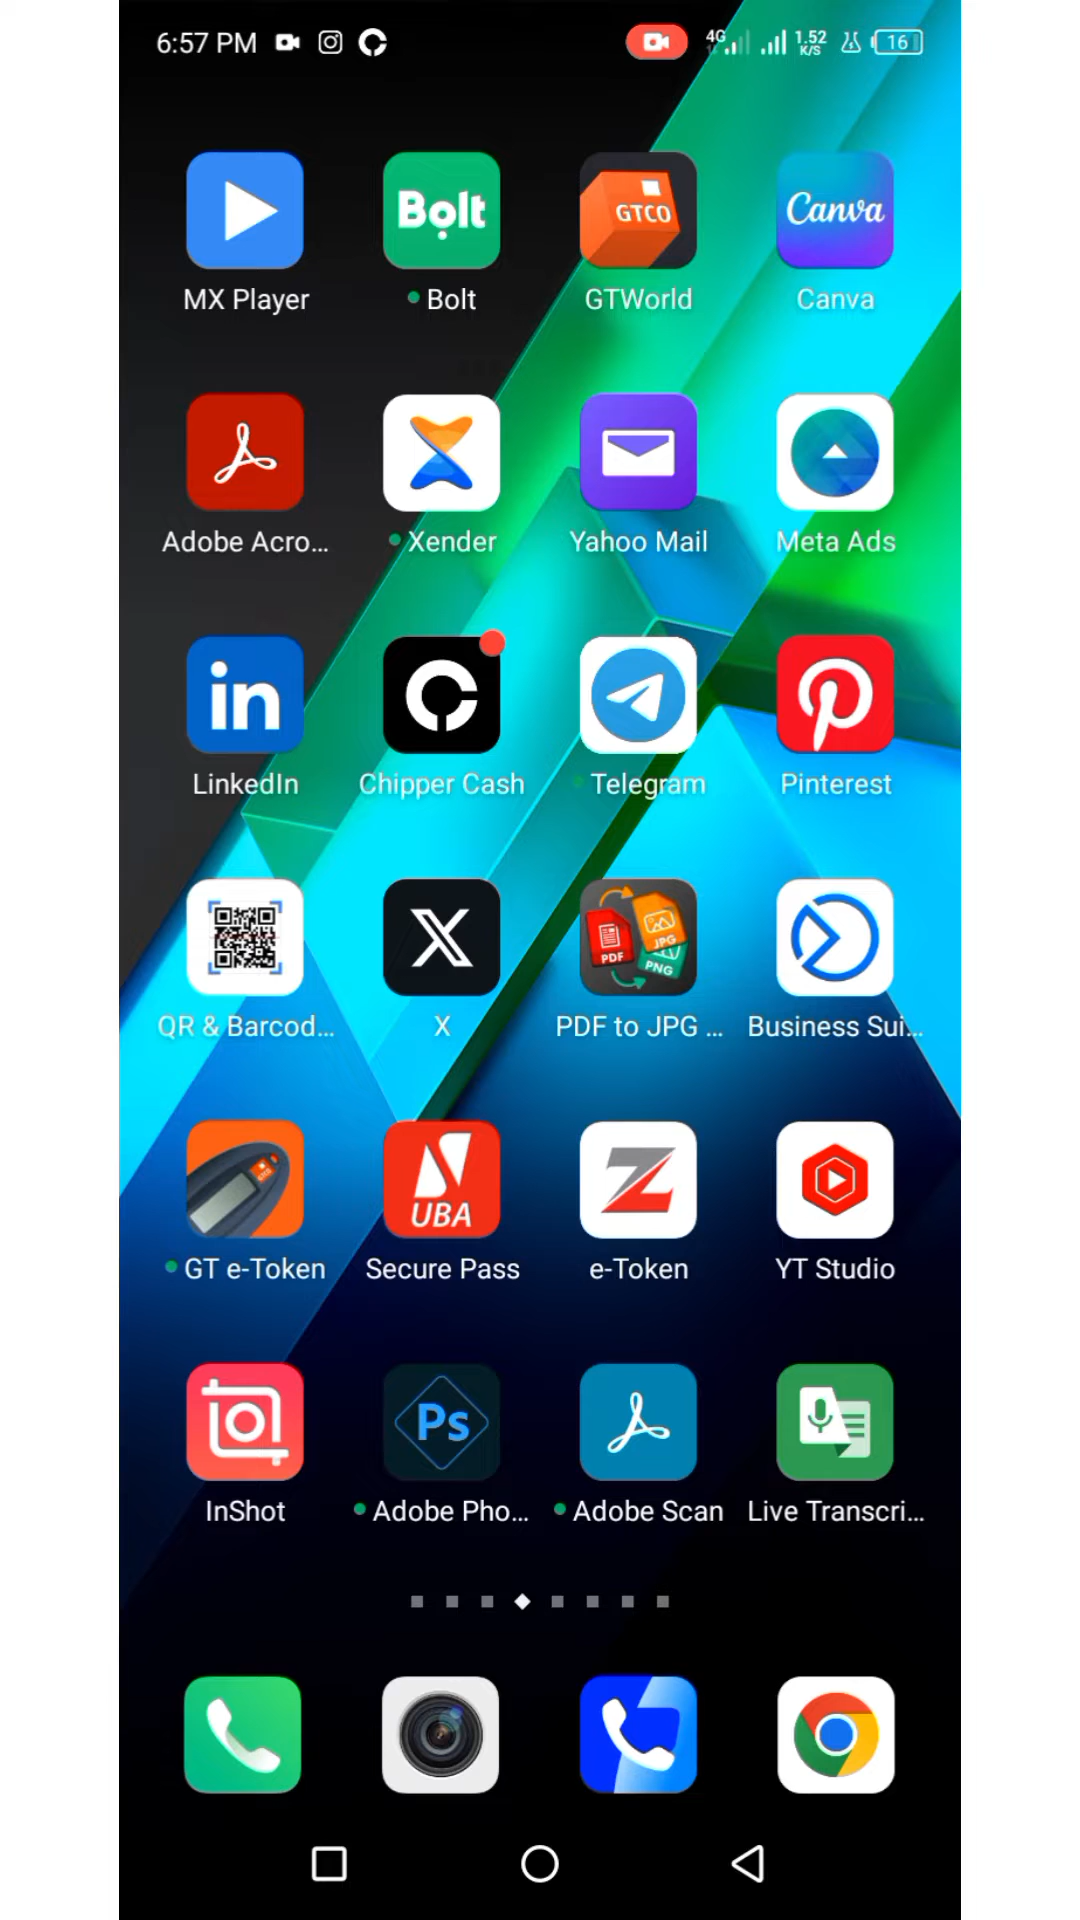 6:57 PM 4G 1.52 K/S 16
Bolt GTCO Canva
MX Player Bolt GTWorld Canva
Adobe Acro... Xender Yahoo Mail Meta Ads
in
LinkedIn Chipper Cash Telegram Pinterest
PDF JPG PNG
QR & Barcod... X PDF to JPG ... Business Sui...
GTCO UBA
GT e-Token Secure Pass e-Token YT Studio
Ps
InShot Adobe Pho... Adobe Scan Live Transcri...